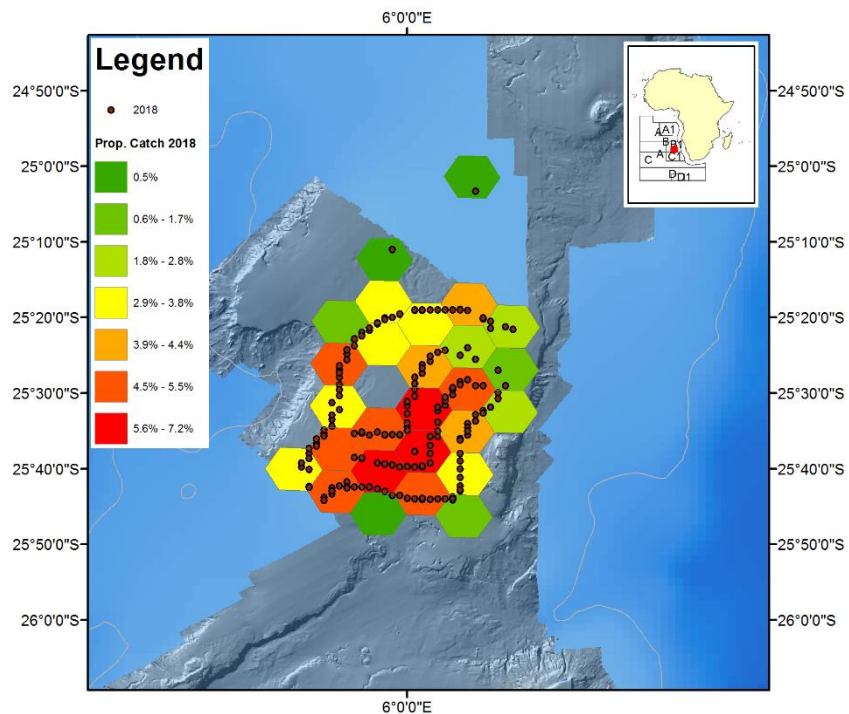 6°0'0"E
Legend
2018
Prop. Catch 2018
0.5%
0.6% - 1.7%
1.8% - 2.8%
2.9% - 3.8%
3.9% - 4.4%
4.5% - 5.5%
5.6% - 7.2%
24°50'0"S
25°0'0"S
25°10'0"S
25°20'0"S
25°30'0"S
25°40'0"S
25°50'0"S
26°0'0"S
24°50'0"S
25°0'0"S
25°10'0"S
25°20'0"S
25°30'0"S
25°40'0"S
25°50'0"S
26°0'0"S
A
A1
B
A
C
C1
D
D1
6°0'0"E